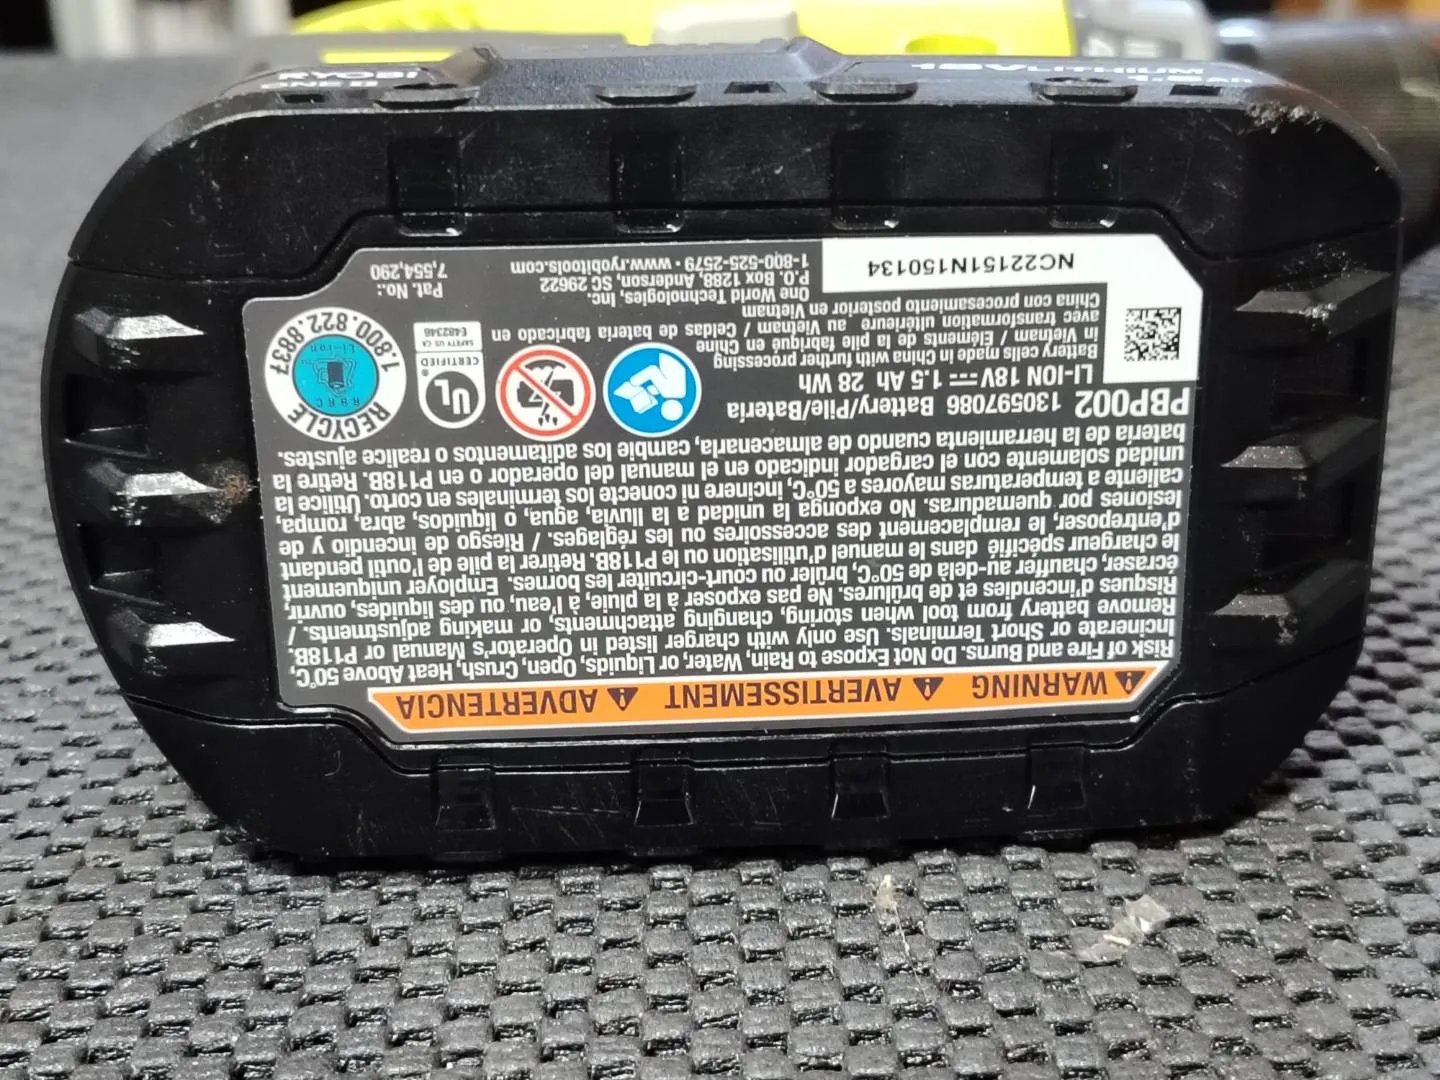 WARNING AVERTISSEMENT ADVERTENCIA
Risk of Fire and Burns. Do Not Expose to Rain, Water, or Liquids, Open, Crush, Heat Above 50°C,
Incinerate or Short Terminals. Use only with charger listed in Operator's Manual or P118B.
Remove battery from tool when storing, changing attachments, or making adjustments. /
Risques d'incendies et de brûlures. Ne pas exposer à la pluie, à l'eau, ou des liquides, ouvrir,
écraser, chauffer au-delà de 50°C, brûler ou court-circuiter les bornes. Employer uniquement
le chargeur spécifié dans le manuel d'utilisation ou le P118B. Retirer la pile de l'outil pendant
d'entreposer, le remplacement des accessoires ou les réglages. / Riesgo de incendio y de
lesiones por quemaduras. No exponga la unidad a la lluvia, agua, o líquidos, abra, rompa,
caliente a temperaturas mayores a 50°C, incinere ni conecte los terminales en corto. Utilice la
unidad solamente con el cargador indicado en el manual del operador o en P118B. Retire la
batería de la herramienta cuando de almacenarla, cambie los aditamentos o realice ajustes.
PBP002 130597086 Battery/Pile/Batería
LI-ION 18V 1.5 Ah 28 Wh
Battery cells made in China with further processing
in Vietnam / Éléments de la pile fabriqué en Chine
avec transformation ultérieure au Vietnam / Celdas de batería fabricado en
China con procesamiento posterior en Vietnam
NC22151N150134
One World Technologies, Inc.
P.O. Box 1288, Anderson, SC 29622
1-800-525-2579 • www.ryobitools.com
Pat. No.:
7,554,290
UL
®
CERTIFIED
SAFETY US CA
E482346
RECYCLE
RBRC
Li-ion
1.800.822.8837
RYOBI
ONE+
18V LITHIUM
1.5AH